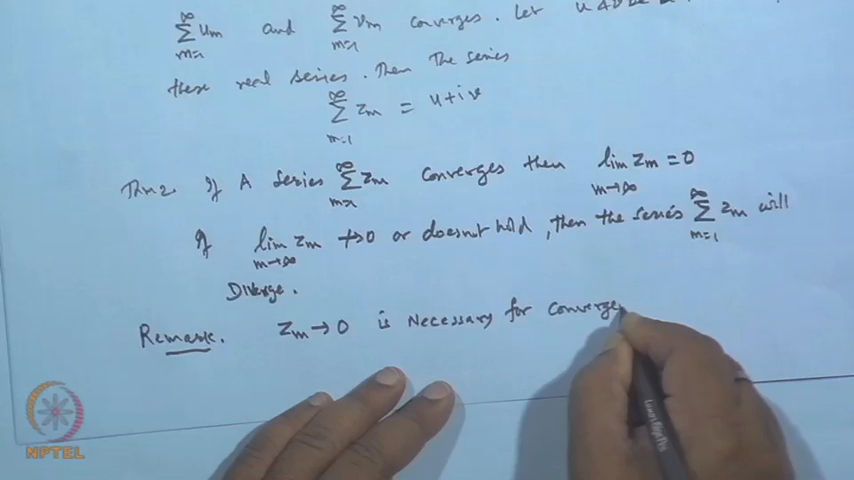 ∞ ∞
∑ um and ∑ vm converges. Let u
m=1 m=1
these real series. Then the series
∞
∑ zm = u+iv
m=1
Thm2. If A series ∞∑m=1 zm converges then lim m→∞ zm = 0
If lim m→∞ zm ↛ 0 or doesnot hold, then the series ∞∑m=1 zm will
Diverge.
Remark. zm → 0 is Necessary for converge
NPTEL